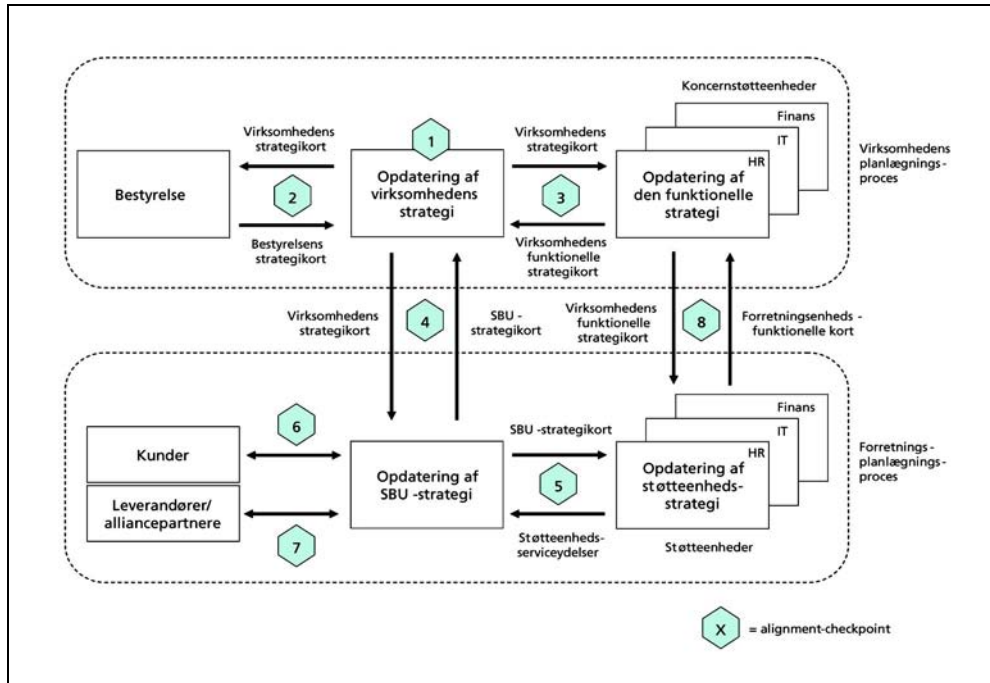 Koncernstøtteenheder
Finans
IT
HR
Virksomhedens
planlægnings-
proces
Virksomhedens
strategikort
1
Virksomhedens
strategikort
Bestyrelse
2
Opdatering af
virksomhedens
strategi
3
Opdatering af
den funktionelle
strategi
Bestyrelsens
strategikort
Virksomhedens
funktionelle
strategikort
Virksomhedens
strategikort
4
SBU -
strategikort
Virksomhedens
funktionelle
strategikort
8
Forretningsenheds -
funktionelle kort
Finans
IT
HR
Forretnings -
planlægnings-
proces
6
SBU -strategikort
Kunder
Opdatering af
SBU -strategi
5
Opdatering af
støtteenheds-
strategi
Leverandører/
alliancepartnere
7
Støtteenheds-
serviceydelser
Støtteenheder
X
= alignment-checkpoint